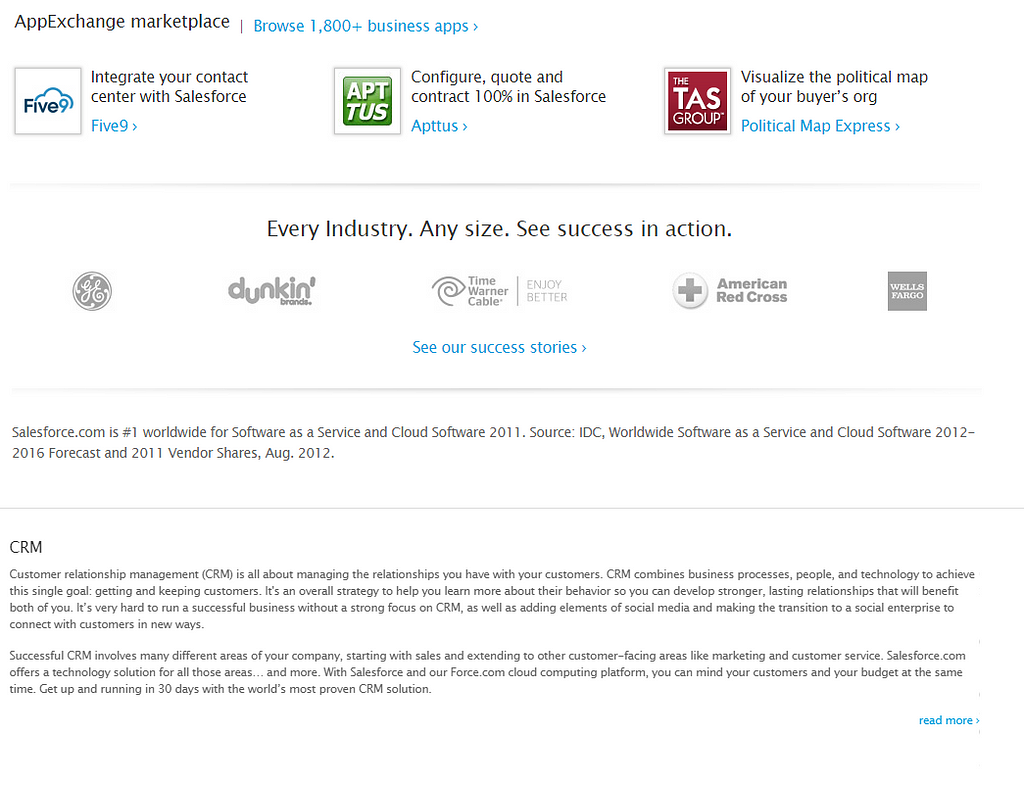 AppExchange marketplace | Browse 1,800+ business apps ›
Five9
Integrate your contact
center with Salesforce
Five9 ›
APT
TUS
Configure, quote and
contract 100% in Salesforce
Apttus ›
THE
TAS
GROUP
Visualize the political map
of your buyer's org
Political Map Express ›
Every Industry. Any size. See success in action.
GE
dunkin'
brands.
Time
Warner
Cable
ENJOY
BETTER
American
Red Cross
WELLS
FARGO
See our success stories ›
Salesforce.com is #1 worldwide for Software as a Service and Cloud Software 2011. Source: IDC, Worldwide Software as a Service and Cloud Software 2012–
2016 Forecast and 2011 Vendor Shares, Aug. 2012.
CRM
Customer relationship management (CRM) is all about managing the relationships you have with your customers. CRM combines business processes, people, and technology to achieve
this single goal: getting and keeping customers. It's an overall strategy to help you learn more about their behavior so you can develop stronger, lasting relationships that will benefit
both of you. It's very hard to run a successful business without a strong focus on CRM, as well as adding elements of social media and making the transition to a social enterprise to
connect with customers in new ways.
Successful CRM involves many different areas of your company, starting with sales and extending to other customer-facing areas like marketing and customer service. Salesforce.com
offers a technology solution for all those areas... and more. With Salesforce and our Force.com cloud computing platform, you can mind your customers and your budget at the same
time. Get up and running in 30 days with the world's most proven CRM solution.
read more ›